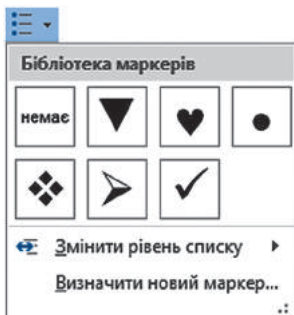 Бібліотека маркерів
немає
Змінити рівень списку
Визначити новий маркер...